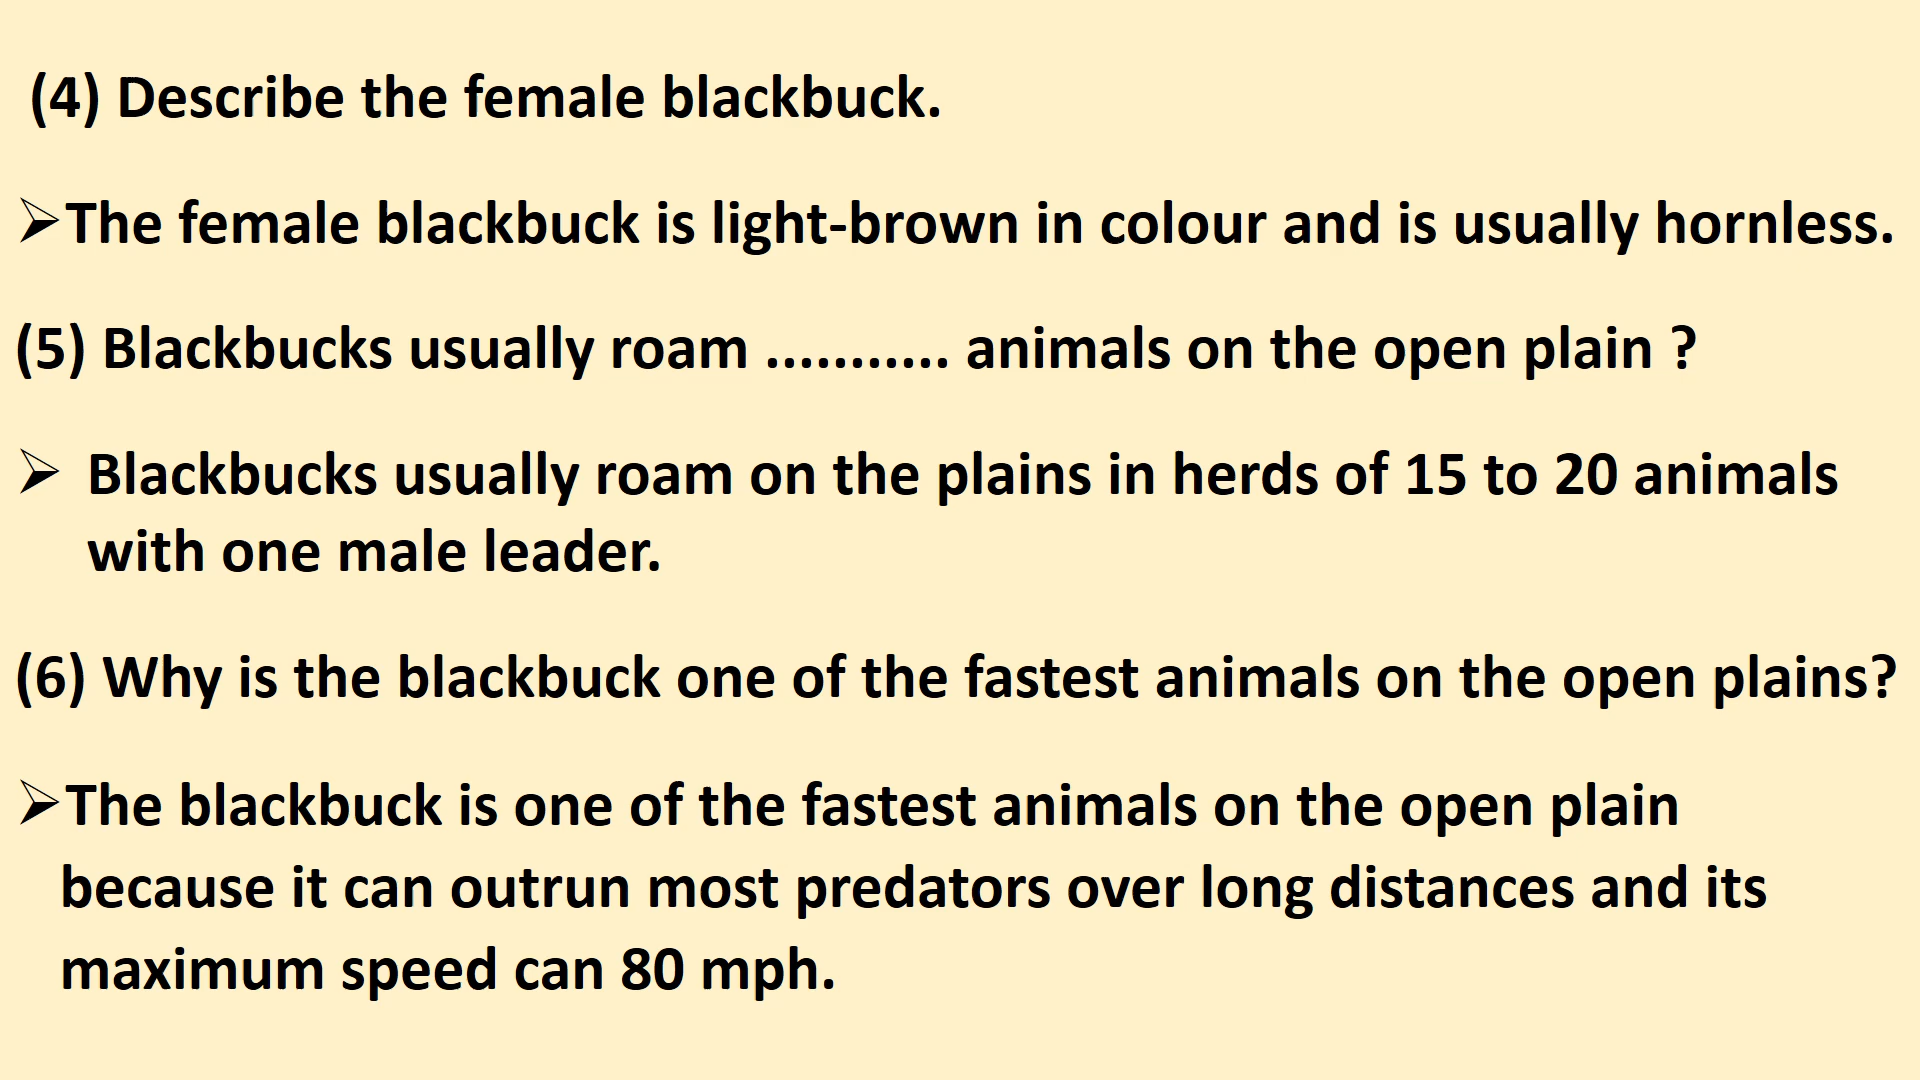 (4) Describe the female blackbuck.
➢The female blackbuck is light-brown in colour and is usually hornless.
(5) Blackbucks usually roam ........... animals on the open plain ?
➢ Blackbucks usually roam on the plains in herds of 15 to 20 animals
with one male leader.
(6) Why is the blackbuck one of the fastest animals on the open plains?
➢The blackbuck is one of the fastest animals on the open plain
because it can outrun most predators over long distances and its
maximum speed can 80 mph.